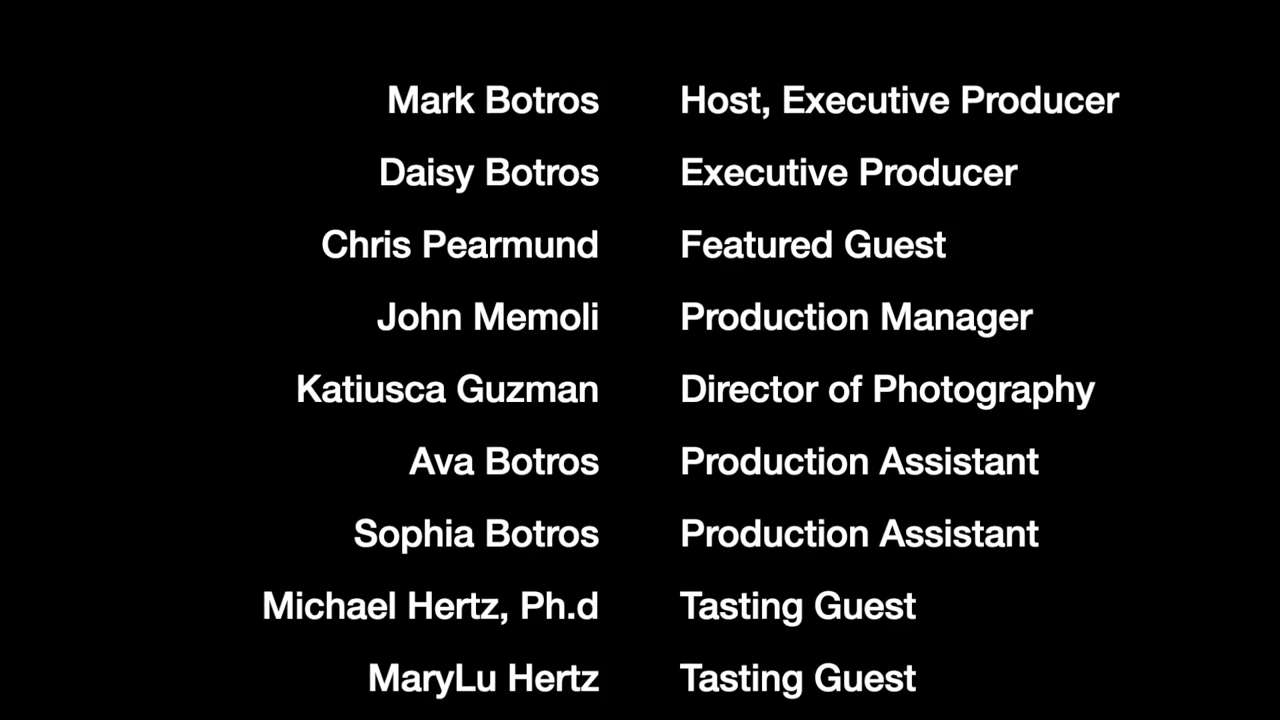 Mark Botros Host, Executive Producer
Daisy Botros Executive Producer
Chris Pearmund Featured Guest
John Memoli Production Manager
Katiusca Guzman Director of Photography
Ava Botros Production Assistant
Sophia Botros Production Assistant
Michael Hertz, Ph.d Tasting Guest
MaryLu Hertz Tasting Guest